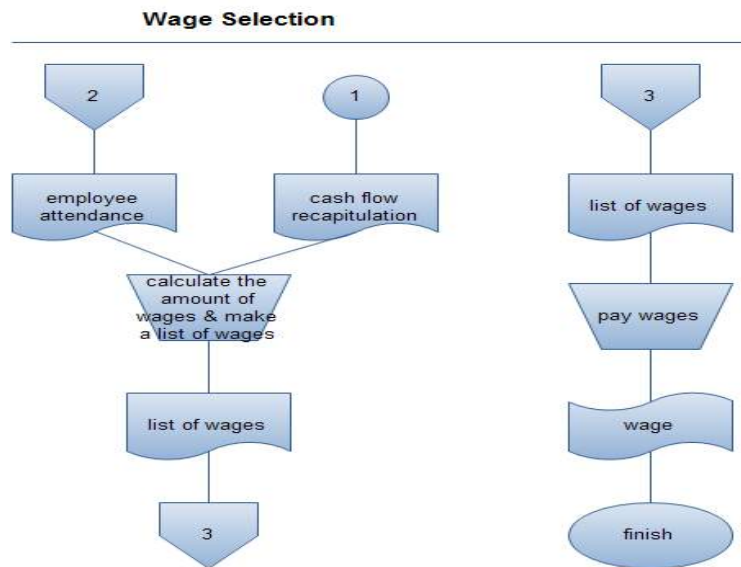 Wage Selection
2
1
3
employee
attendance
cash flow
recapitulation
list of wages
calculate the
amount of
wages & make
a list of wages
pay wages
list of wages
wage
3
finish